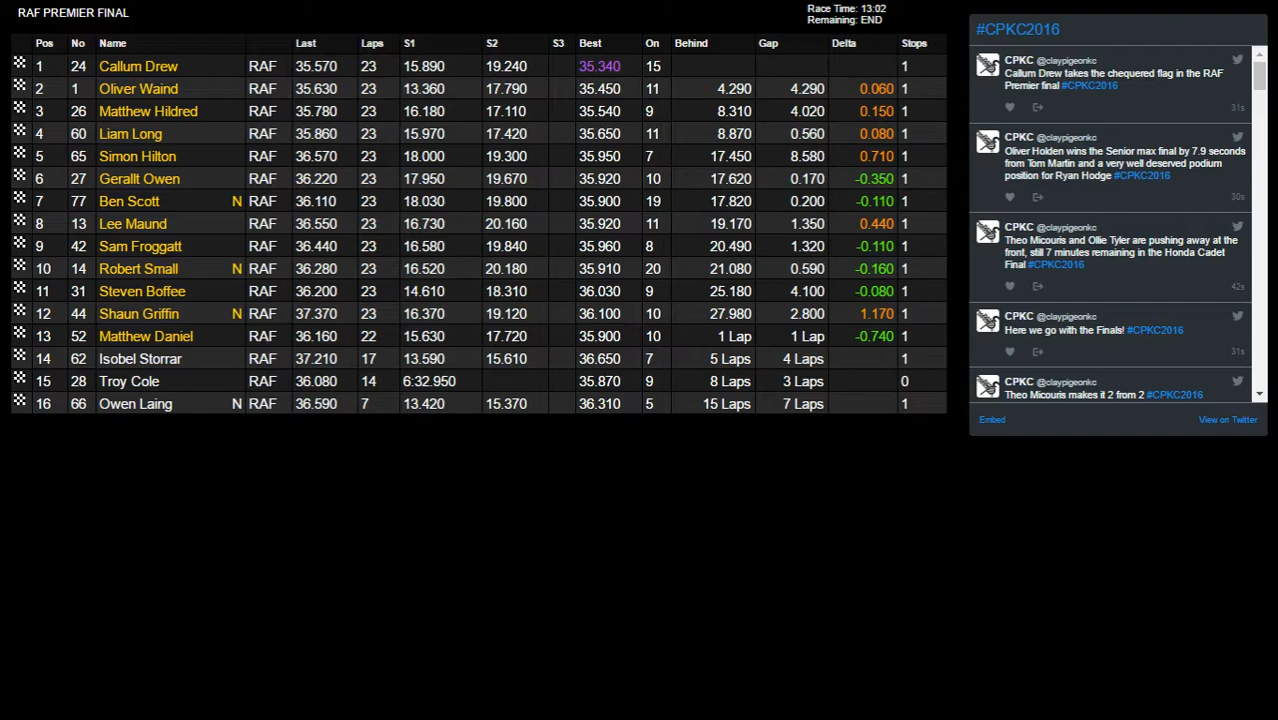 RAF PREMIER FINAL
Race Time: 13:02
Remaining: END
Pos No Name Last Laps S1 S2 S3 Best On Behind Gap Delta Stops
1 24 Callum Drew RAF 35.570 23 15.890 19.240 35.340 15 1
2 1 Oliver Waind RAF 35.630 23 13.360 17.790 35.450 11 4.290 4.290 0.060 1
3 26 Matthew Hildred RAF 35.780 23 16.180 17.110 35.540 9 8.310 4.020 0.150 1
4 60 Liam Long RAF 35.860 23 15.970 17.420 35.650 11 8.870 0.560 0.080 1
5 65 Simon Hilton RAF 36.570 23 18.000 19.300 35.950 7 17.450 8.580 0.710 1
6 27 Gerallt Owen RAF 36.220 23 17.950 19.670 35.920 10 17.620 0.170 -0.350 1
7 77 Ben Scott N RAF 36.110 23 18.030 19.800 35.900 19 17.820 0.200 -0.110 1
8 13 Lee Maund RAF 36.550 23 16.730 20.160 35.920 11 19.170 1.350 0.440 1
9 42 Sam Froggatt RAF 36.440 23 16.580 19.840 35.960 8 20.490 1.320 -0.110 1
10 14 Robert Small N RAF 36.280 23 16.520 20.180 35.910 20 21.080 0.590 -0.160 1
11 31 Steven Boffee RAF 36.200 23 14.610 18.310 36.030 9 25.180 4.100 -0.080 1
12 44 Shaun Griffin N RAF 37.370 23 16.370 19.120 36.100 10 27.980 2.800 1.170 1
13 52 Matthew Daniel RAF 36.160 22 15.630 17.720 35.900 10 1 Lap 1 Lap -0.740 1
14 62 Isobel Storrar RAF 37.210 17 13.590 15.610 36.650 7 5 Laps 4 Laps 1
15 28 Troy Cole RAF 36.080 14 6:32.950 35.870 9 8 Laps 3 Laps 0
16 66 Owen Laing N RAF 36.590 7 13.420 15.370 36.310 5 15 Laps 7 Laps 1
#CPKC2016
CPKC @claypigeonkc
Callum Drew takes the chequered flag in the RAF
Premier final #CPKC2016
31s
CPKC @claypigeonkc
Oliver Holden wins the Senior max final by 7.9 seconds
from Tom Martin and a very well deserved podium
position for Ryan Hodge #CPKC2016
30s
CPKC @claypigeonkc
Theo Micouris and Ollie Tyler are pushing away at the
front, still 7 minutes remaining in the Honda Cadet
Final #CPKC2016
42s
CPKC @claypigeonkc
Here we go with the Finals! #CPKC2016
31s
CPKC @claypigeonkc
Theo Micouris makes it 2 from 2 #CPKC2016
Embed View on Twitter